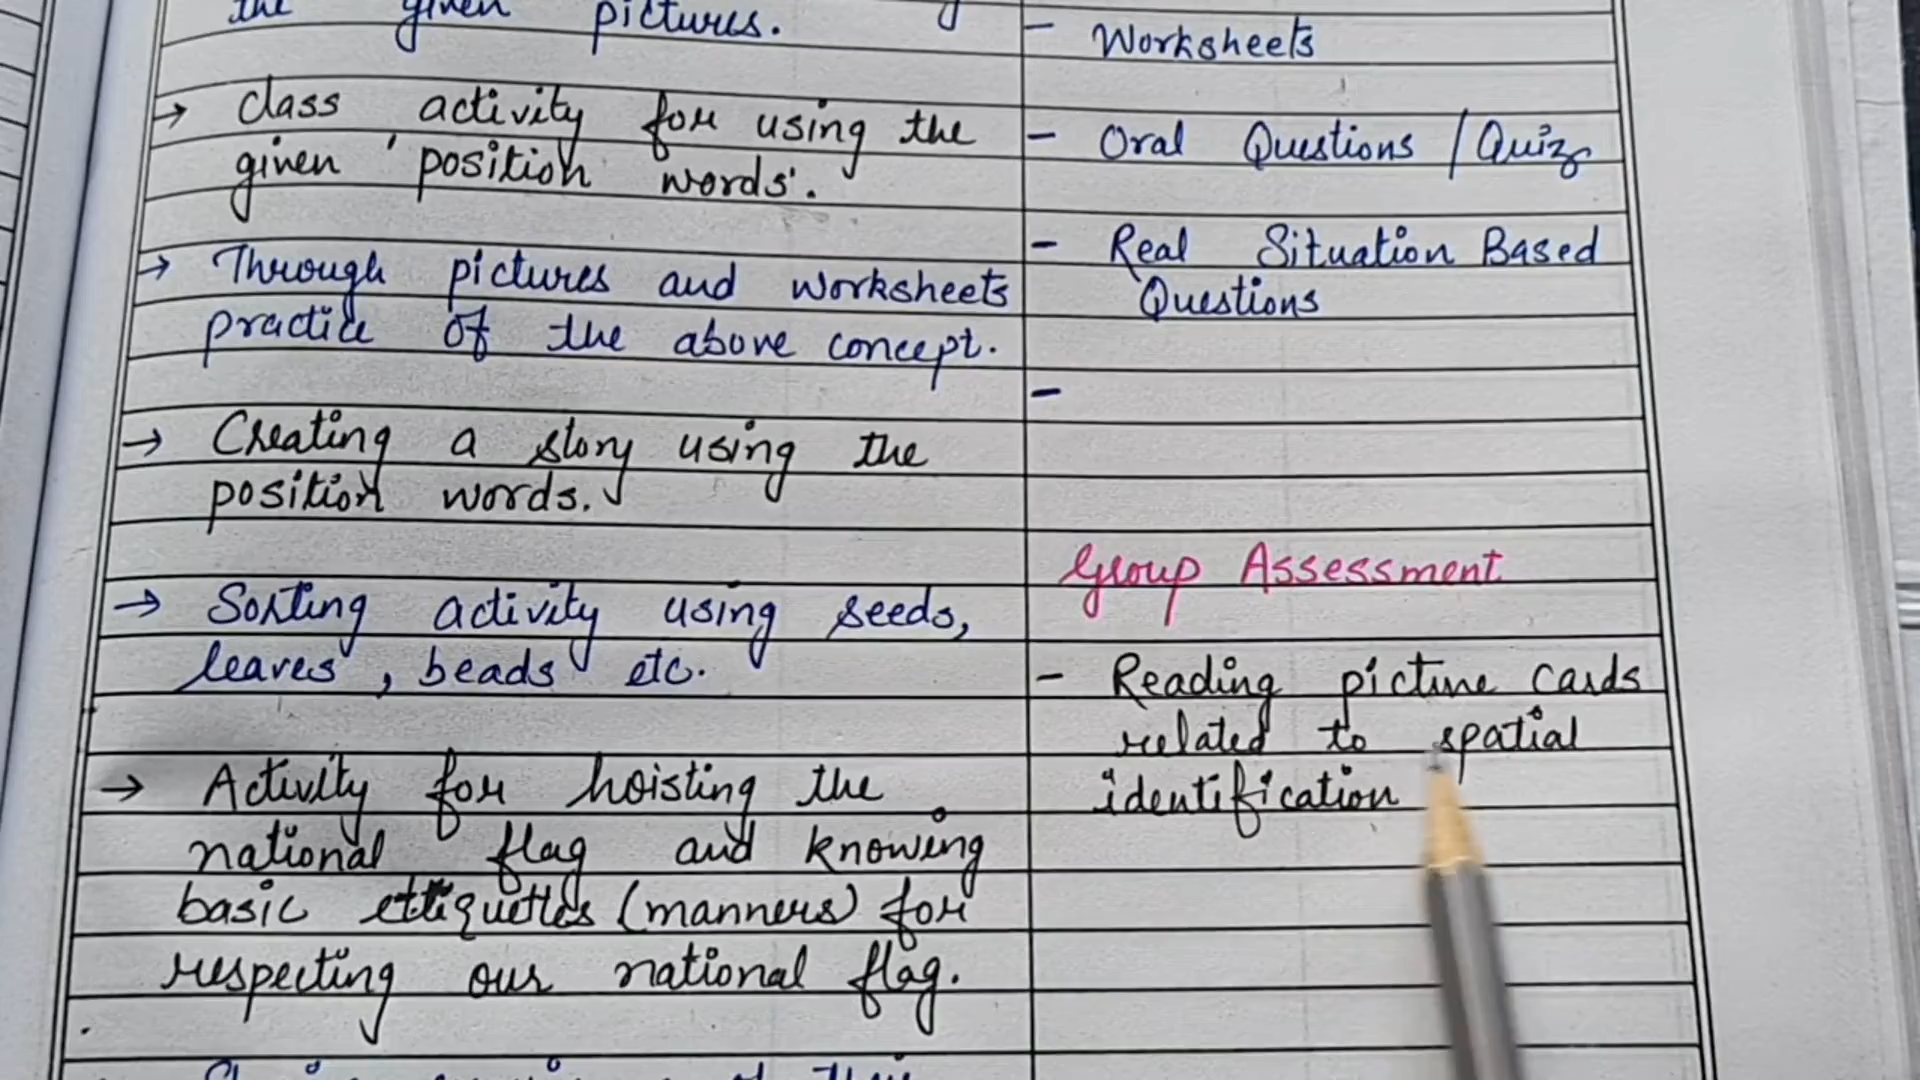 the given pictures.
→ Class activity for using the
given 'position words'.
→ Through pictures and worksheets
practice of the above concept.
→ Creating a story using the
position words.
→ Sorting activity using seeds,
leaves, beads etc.
→ Activity for hoisting the
national flag and knowing
basic ettiquettes (manners) for
respecting our national flag.
- Worksheets
- Oral Questions / Quiz
- Real Situation Based
Questions
-
Group Assessment
- Reading picture cards
related to spatial
identification